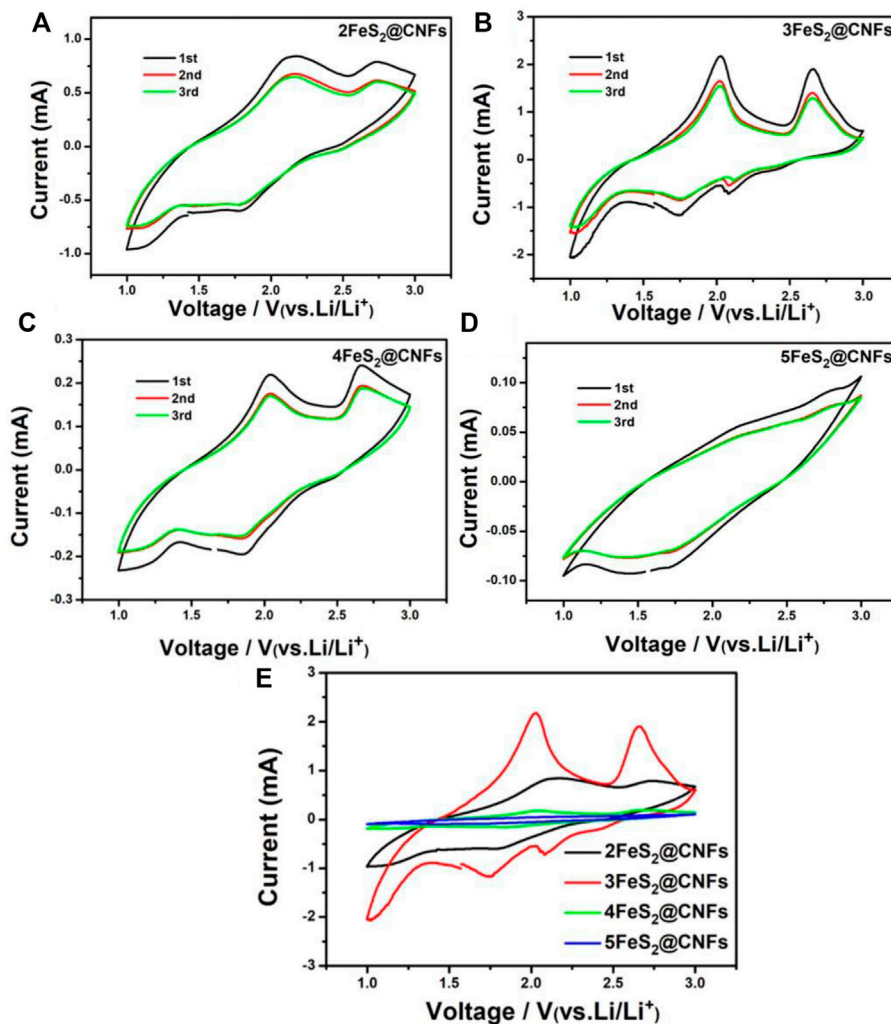 A
2FeS₂@CNFs
1st
2nd
3rd
1.0
0.5
0.0
-0.5
-1.0
Current (mA)
1.0 1.5 2.0 2.5 3.0
Voltage / V(vs.Li/Li⁺)
B
3FeS₂@CNFs
1st
2nd
3rd
3
2
1
0
-1
-2
Current (mA)
1.0 1.5 2.0 2.5 3.0
Voltage / V(vs.Li/Li⁺)
C
4FeS₂@CNFs
1st
2nd
3rd
0.3
0.2
0.1
0.0
-0.1
-0.2
-0.3
Current (mA)
1.0 1.5 2.0 2.5 3.0
Voltage / V(vs.Li/Li⁺)
D
5FeS₂@CNFs
1st
2nd
3rd
0.10
0.05
0.00
-0.05
-0.10
Current (mA)
1.0 1.5 2.0 2.5 3.0
Voltage / V(vs.Li/Li⁺)
E
3
2
1
0
-1
-2
-3
Current (mA)
2FeS₂@CNFs
3FeS₂@CNFs
4FeS₂@CNFs
5FeS₂@CNFs
1.0 1.5 2.0 2.5 3.0
Voltage / V(vs.Li/Li⁺)